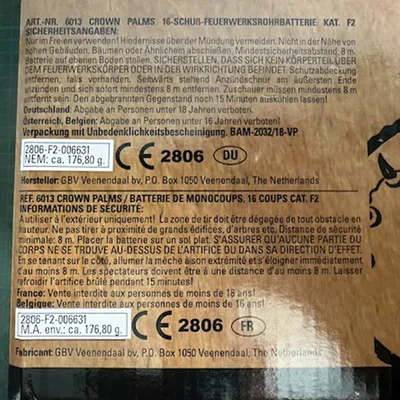 ART.-NR. 6013 CROWN PALMS 16-SCHUß-FEUERWERKSROHRBATTERIE KAT. F2
SICHERHEITSANGABEN:
Nur im Freien verwenden! Hindernisse über der Mündung vermeiden. Nicht in der Nähe von
hohen Gebäuden, Bäumen oder Ähnlichem abschießen. Mindestsicherheitsabstand: 8 m.
Batterie auf ebenen Boden stellen. SICHERSTELLEN, DASS SICH KEIN KÖRPERTEIL ÜBER
DEM FEUERWERKSKÖRPER ODER IN DER WIRKRICHTUNG BEFINDET. Schutzabdeckung
entfernen, falls vorhanden. Seitwärts stehend Anzündschnur am äußersten Ende
anzünden und sich sofort mindestens 8 m entfernen. Zuschauer müssen mindestens 8 m
entfernt sein. Den abgebrannten Gegenstand noch 15 Minuten auskühlen lassen!
Deutschland: Abgabe an Personen unter 18 Jahren verboten.
Österreich, Belgien: Abgabe an Personen unter 16 Jahren verboten.
Verpackung mit Unbedenklichkeitsbescheinigung. BAM-2032/18-VP
2806-F2-006631
NEM: ca. 176,80 g.
CE 2806 DU
Hersteller: GBV Veenendaal bv, P.O. Box 1050 Veenendaal, The Netherlands
RÉF. 6013 CROWN PALMS / BATTERIE DE MONOCOUPS. 16 COUPS CAT. F2
INFORMATIONS DE SÉCURITÉ:
A utiliser à l'extérieur uniquement! La zone de tir doit être dégagée de tout obstacle
en hauteur. Ne pas tirer à proximité de grands édifices, d'arbres etc. Distance de sécurité
minimale: 8 m. Placer la batterie sur un sol plat. S'ASSURER QU'AUCUNE PARTIE DU
CORPS NE SE TROUVE AU-DESSUS DE L'ARTIFICE OU DANS SA DIRECTION D'EFFET.
En se tenant sur le côté, allumer la mèche à son extrémité et s'éloigner immédiatement
d'au moins 8 m. Les spectateurs doivent être à une distance d'au moins 8 m. Laisser
refroidir l'artifice brûlé pendant 15 minutes!
France: Vente interdite aux personnes de moins de 18 ans!
Belgique: Vente interdite aux personnes de moins de 16 ans!
2806-F2-006631
M.A. env.: ca. 176,80 g.
CE 2806 FR
Fabricant: GBV Veenendaal bv, P.O. Box 1050 Veenendaal, The Netherlands